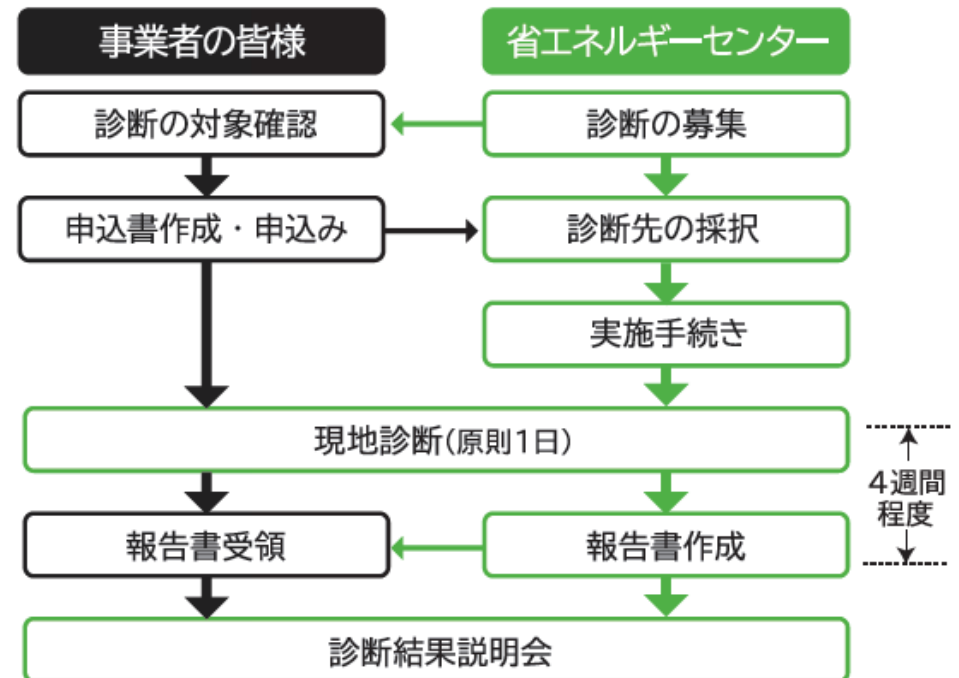 事業者の皆様
省エネルギーセンター
診断の対象確認
診断の募集
申込書作成・申込み
診断先の採択
実施手続き
現地診断(原則1日)
4週間
程度
報告書受領
報告書作成
診断結果説明会